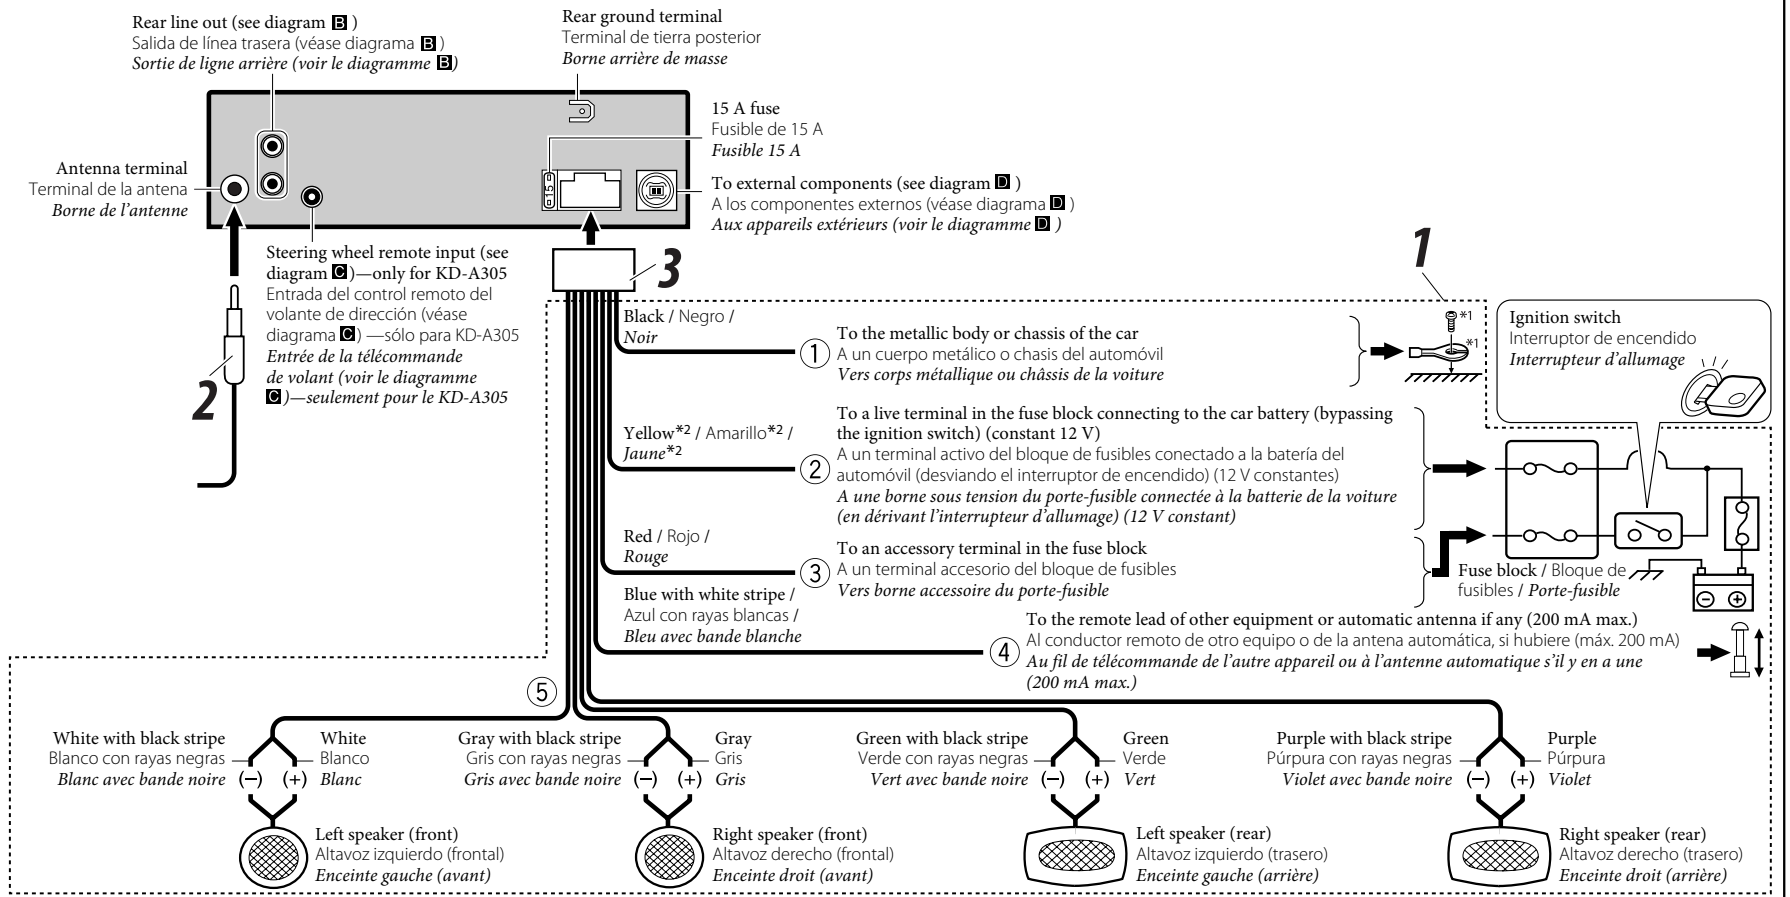 Rear line out (see diagram B )
Salida de línea trasera (véase diagrama B )
Sortie de ligne arrière (voir le diagramme B)
Rear ground terminal
Terminal de tierra posterior
Borne arrière de masse
15 A fuse
Fusible de 15 A
Fusible 15 A
15
Antenna terminal
Terminal de la antena
Borne de l'antenne
To external components (see diagram D )
A los componentes externos (véase diagrama D )
Aux appareils extérieurs (voir le diagramme D )
Steering wheel remote input (see
diagram C )—only for KD-A305
Entrada del control remoto del
volante de dirección (véase
diagrama C ) —sólo para KD-A305
Entrée de la télécommande
de volant (voir le diagramme
C )—seulement pour le KD-A305
2
3
1
Black / Negro /
Noir
1
To the metallic body or chassis of the car
A un cuerpo metálico o chasis del automóvil
Vers corps métallique ou châssis de la voiture
*1
*1
Ignition switch
Interruptor de encendido
Interrupteur d'allumage
Yellow*2 / Amarillo*2 /
Jaune*2
2
To a live terminal in the fuse block connecting to the car battery (bypassing
the ignition switch) (constant 12 V)
A un terminal activo del bloque de fusibles conectado a la batería del
automóvil (desviando el interruptor de encendido) (12 V constantes)
A une borne sous tension du porte-fusible connectée à la batterie de la voiture
(en dérivant l'interrupteur d'allumage) (12 V constant)
Red / Rojo /
Rouge
3
To an accessory terminal in the fuse block
A un terminal accesorio del bloque de fusibles
Vers borne accessoire du porte-fusible
Fuse block / Bloque de
fusibles / Porte-fusible
Blue with white stripe /
Azul con rayas blancas /
Bleu avec bande blanche
4
To the remote lead of other equipment or automatic antenna if any (200 mA max.)
Al conductor remoto de otro equipo o de la antena automática, si hubiere (máx. 200 mA)
Au fil de télécommande de l'autre appareil ou à l'antenne automatique s'il y en a une
(200 mA max.)
5
White with black stripe
Blanco con rayas negras
Blanc avec bande noire
(−) (+)
White
Blanco
Blanc
Gray with black stripe
Gris con rayas negras
Gris avec bande noire
(−) (+)
Gray
Gris
Gris
Green with black stripe
Verde con rayas negras
Vert avec bande noire
(−) (+)
Green
Verde
Vert
Purple with black stripe
Púrpura con rayas negras
Violet avec bande noire
(−) (+)
Purple
Púrpura
Violet
Left speaker (front)
Altavoz izquierdo (frontal)
Enceinte gauche (avant)
Right speaker (front)
Altavoz derecho (frontal)
Enceinte droit (avant)
Left speaker (rear)
Altavoz izquierdo (trasero)
Enceinte gauche (arrière)
Right speaker (rear)
Altavoz derecho (trasero)
Enceinte droit (arrière)